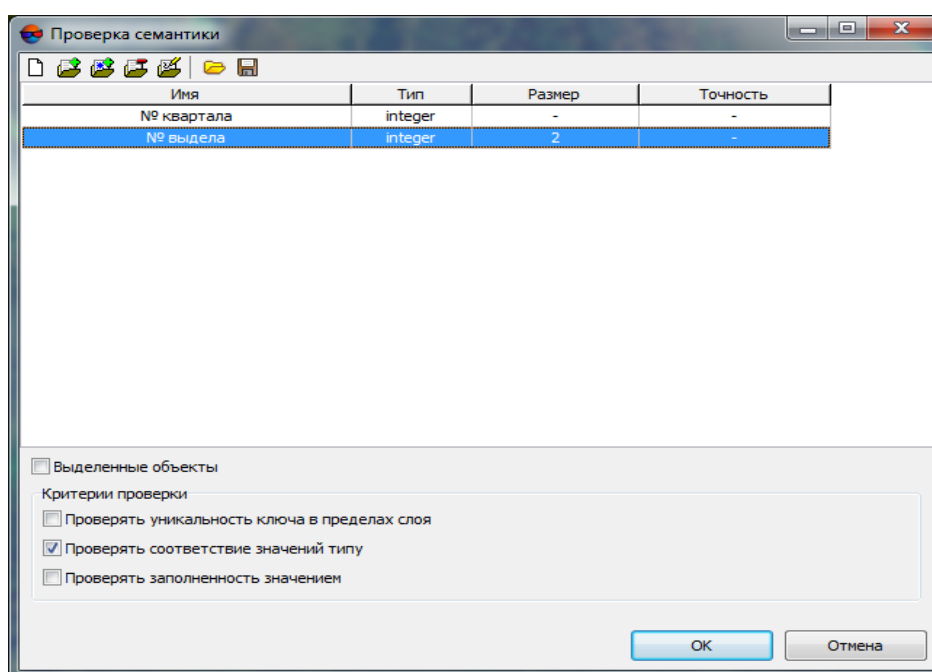 Проверка семантики
Имя Тип Размер Точность
№ квартала integer - -
№ выдела integer 2 -
Выделенные объекты
Критерии проверки
Проверять уникальность ключа в пределах слоя
Проверять соответствие значений типу
Проверять заполненность значением
OK Отмена